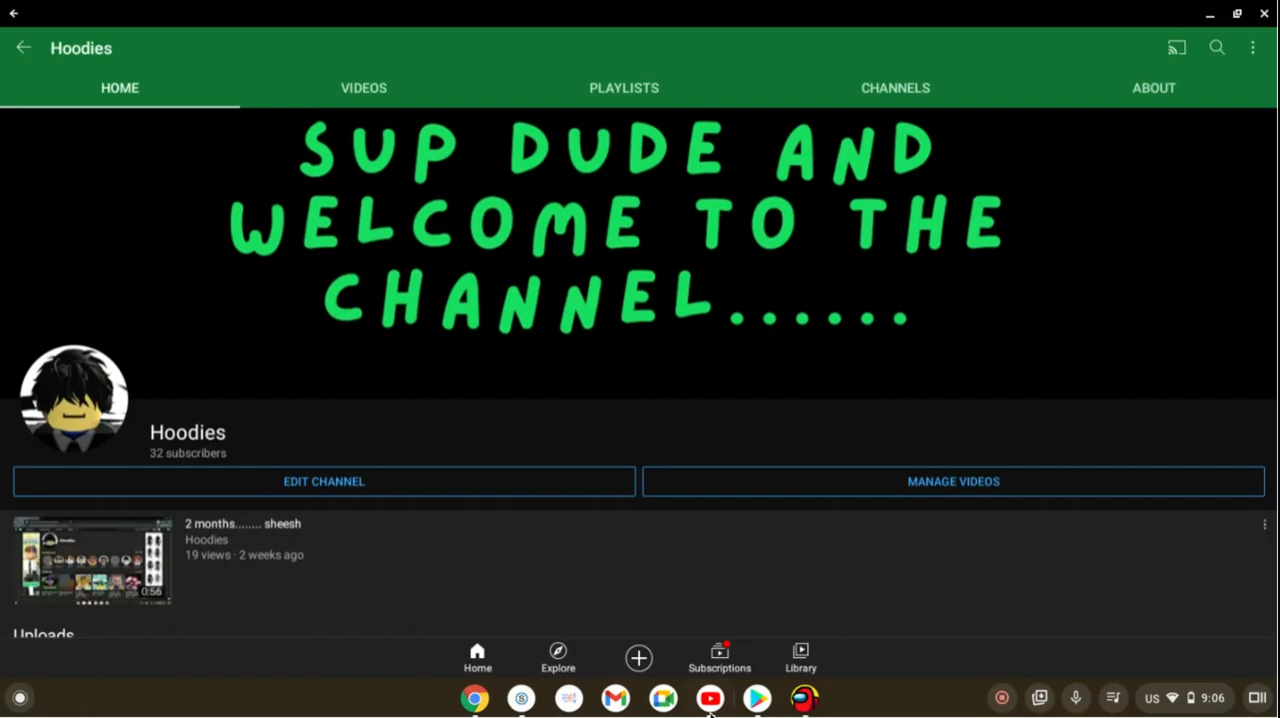 Hoodies
HOME VIDEOS PLAYLISTS CHANNELS ABOUT
SUP DUDE AND
WELCOME TO THE
CHANNEL......
Hoodies
32 subscribers
EDIT CHANNEL MANAGE VIDEOS
2 months........ sheesh
Hoodies
19 views · 2 weeks ago
0:56
Uploads
Home Explore Subscriptions Library
US 9:06